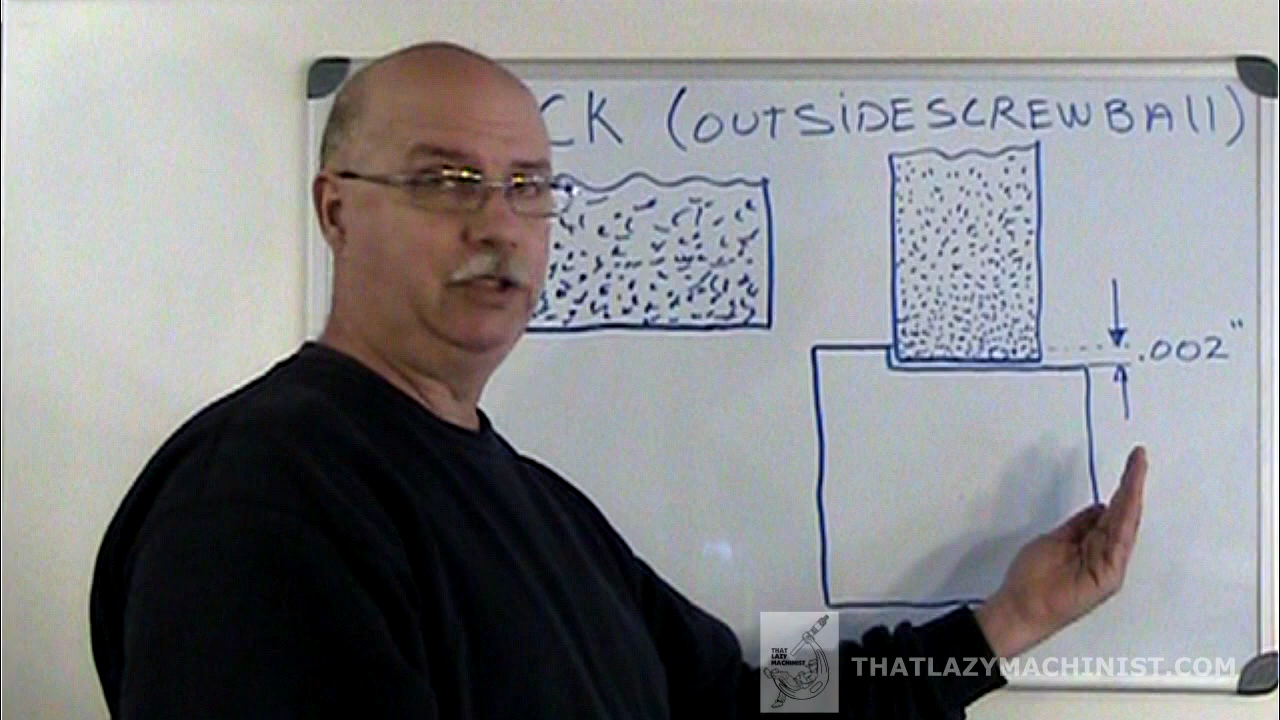 CK (OUTSIDESCREWBALL)
.002"
THAT
LAZY
MACHINIST
THATLAZYMACHINIST.COM